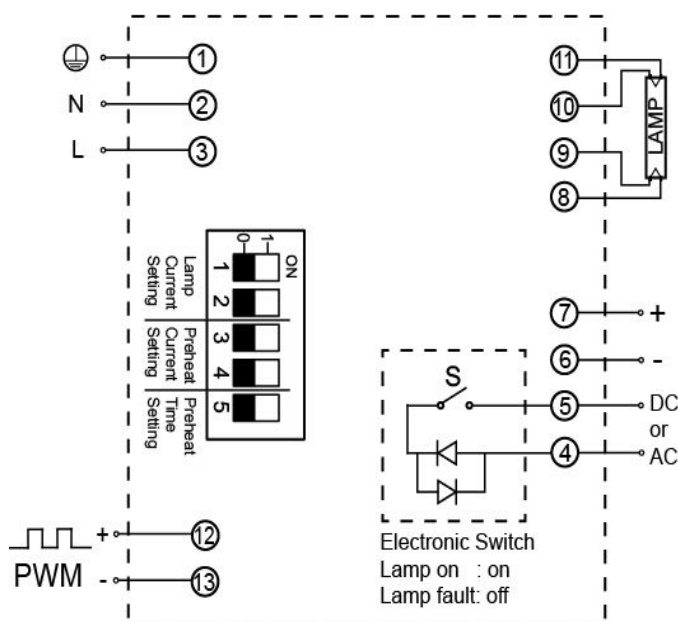 1
N
2
L
3
11
10
9
8
LAMP
0 1
ON
1
2
3
4
5
Lamp
Current
Setting
Preheat
Current
Setting
Preheat
Time
Setting
7
+
6
-
S
5
DC
or
4
AC
+
12
PWM
-
13
Electronic Switch
Lamp on : on
Lamp fault: off